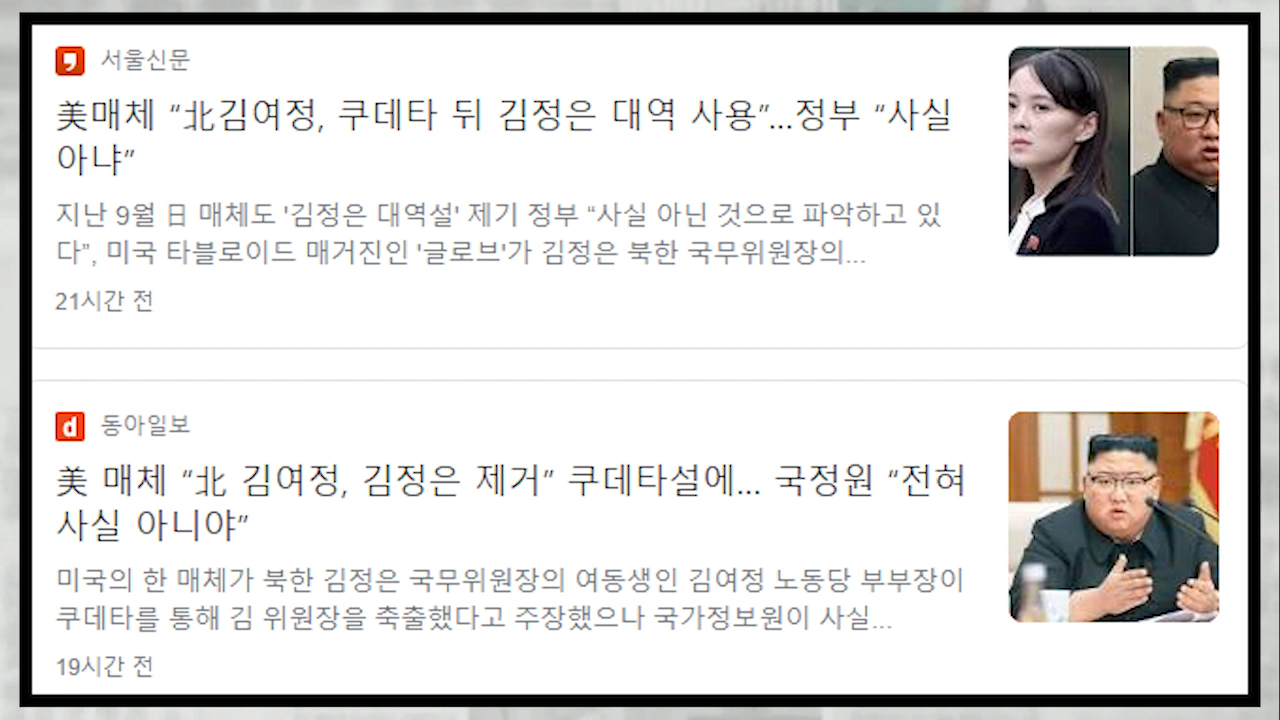 서울신문
美매체 “北김여정, 쿠데타 뒤 김정은 대역 사용”...정부 “사실
아냐”
지난 9월 日 매체도 '김정은 대역설' 제기 정부 “사실 아닌 것으로 파악하고 있
다”, 미국 타블로이드 매거진인 '글로브'가 김정은 북한 국무위원장의...
21시간 전
동아일보
美 매체 “北 김여정, 김정은 제거” 쿠데타설에... 국정원 “전혀
사실 아니야”
미국의 한 매체가 북한 김정은 국무위원장의 여동생인 김여정 노동당 부부장이
쿠데타를 통해 김 위원장을 축출했다고 주장했으나 국가정보원이 사실...
19시간 전